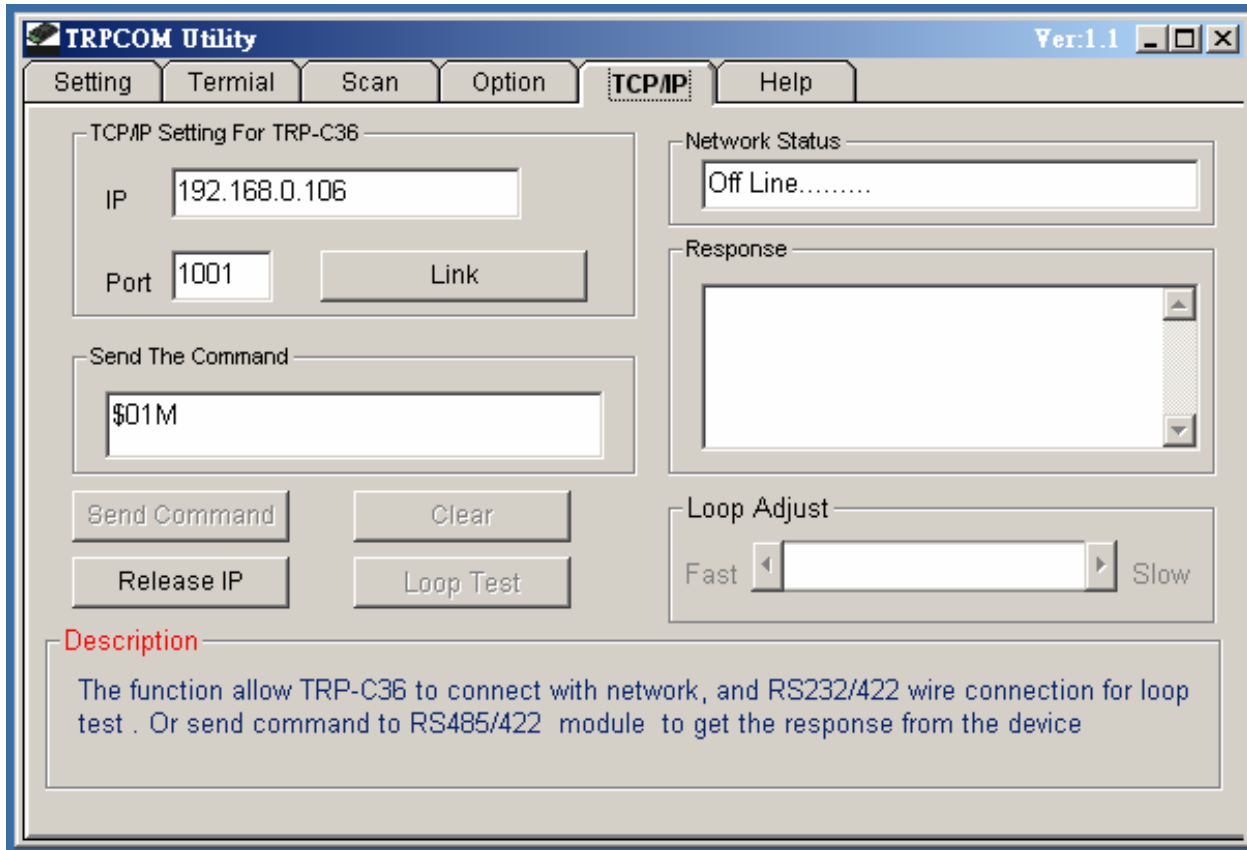 TRPCOM Utility Ver:1.1
Setting Termial Scan Option TCP/IP Help
TCP/IP Setting For TRP-C36
IP 192.168.0.106
Port 1001 Link
Send The Command
$01M
Send Command Clear
Release IP Loop Test
Network Status
Off Line.........
Response
Loop Adjust
Fast Slow
Description
The function allow TRP-C36 to connect with network, and RS232/422 wire connection for loop
test . Or send command to RS485/422 module to get the response from the device